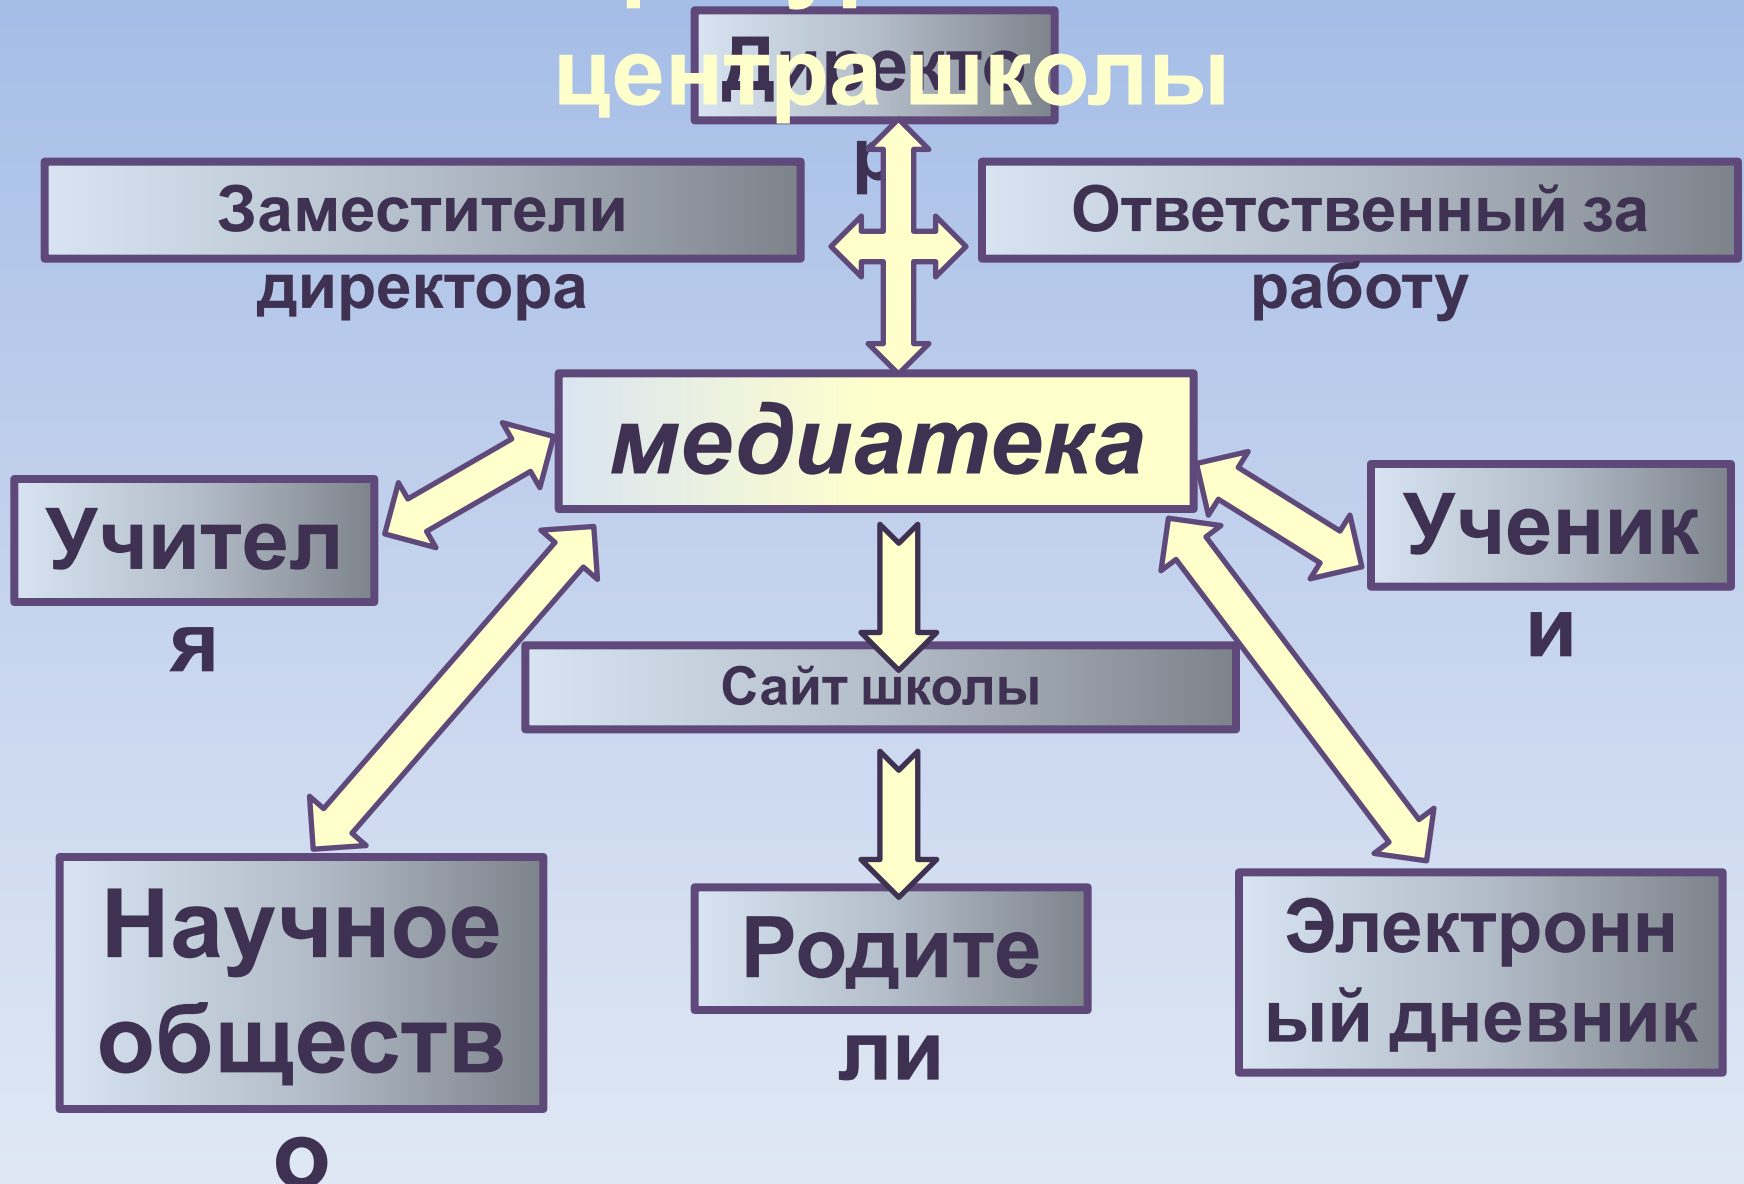 центра школы
Директо
р
Заместители
директора
Ответственный за
работу
медиатека
Учител
я
Ученик
и
Сайт школы
Научное
обществ
о
Родите
ли
Электронн
ый дневник